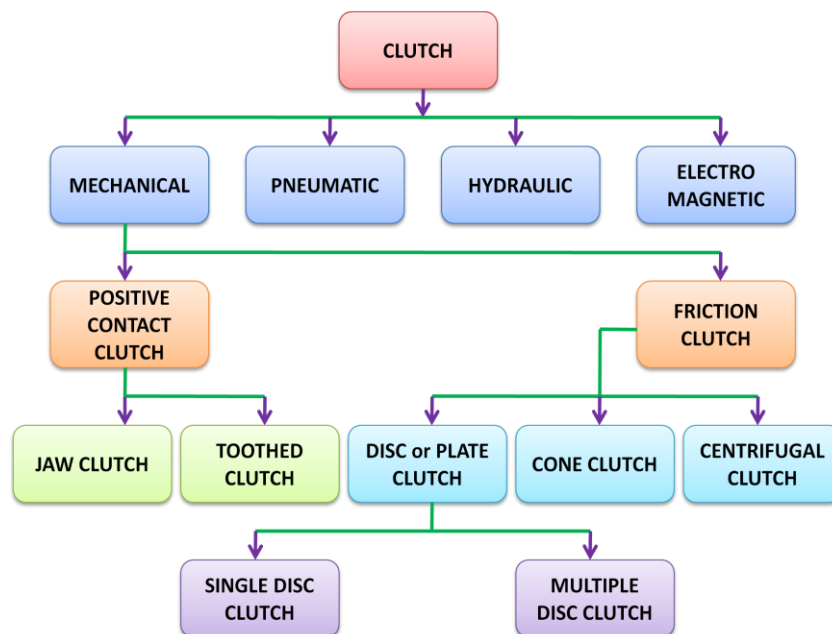 CLUTCH
MECHANICAL
PNEUMATIC
HYDRAULIC
ELECTRO
MAGNETIC
POSITIVE
CONTACT
CLUTCH
FRICTION
CLUTCH
JAW CLUTCH
TOOTHED
CLUTCH
DISC or PLATE
CLUTCH
CONE CLUTCH
CENTRIFUGAL
CLUTCH
SINGLE DISC
CLUTCH
MULTIPLE
DISC CLUTCH